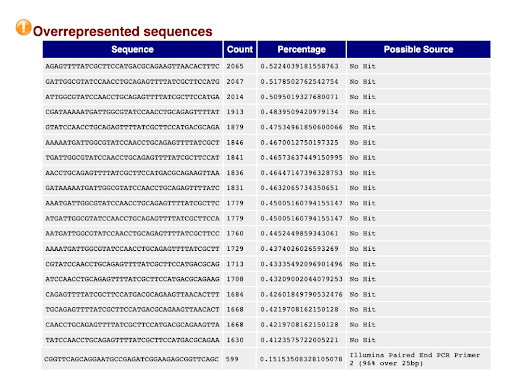 Overrepresented sequences
Sequence Count Percentage Possible Source
AGAGTTTTATCGCTTCCATGACGCAGAAGTTAACACTTTC 2065 0.5224039181558763 No Hit
GATTGGCGTATCCAACCTGCAGAGTTTTATCGCTTCCATG 2047 0.5178502762542754 No Hit
ATTGGCGTATCCAACCTGCAGAGTTTTATCGCTTCCATGA 2014 0.5095019327680071 No Hit
CGATAAAAATGATTGGCGTATCCAACCTGCAGAGTTTTAT 1913 0.4839509420979134 No Hit
GTATCCAACCTGCAGAGTTTTATCGCTTCCATGACGCAGA 1879 0.47534961850600066 No Hit
AAAAATGATTGGCGTATCCAACCTGCAGAGTTTTATCGCT 1846 0.4670012750197325 No Hit
TGATTGGCGTATCCAACCTGCAGAGTTTTATCGCTTCCAT 1841 0.46573637449150995 No Hit
AACCTGCAGAGTTTTATCGCTTCCATGACGCAGAAGTTAA 1836 0.46447147396328753 No Hit
GATAAAAATGATTGGCGTATCCAACCTGCAGAGTTTTATC 1831 0.4632065734350651 No Hit
AAATGATTGGCGTATCCAACCTGCAGAGTTTTATCGCTTC 1779 0.45005160794155147 No Hit
ATGATTGGCGTATCCAACCTGCAGAGTTTTATCGCTTCCA 1779 0.45005160794155147 No Hit
AATGATTGGCGTATCCAACCTGCAGAGTTTTATCGCTTCC 1760 0.4452449859343061 No Hit
AAAATGATTGGCGTATCCAACCTGCAGAGTTTTATCGCTT 1729 0.4374026026593269 No Hit
CGTATCCAACCTGCAGAGTTTTATCGCTTCCATGACGCAG 1713 0.43335492096901496 No Hit
ATCCAACCTGCAGAGTTTTATCGCTTCCATGACGCAGAAG 1708 0.43209002044079253 No Hit
CAGAGTTTTATCGCTTCCATGACGCAGAAGTTAACACTTT 1684 0.42601849790532476 No Hit
TGCAGAGTTTTATCGCTTCCATGACGCAGAAGTTAACACT 1668 0.4219708162150128 No Hit
CAACCTGCAGAGTTTTATCGCTTCCATGACGCAGAAGTTA 1668 0.4219708162150128 No Hit
TATCCAACCTGCAGAGTTTTATCGCTTCCATGACGCAGAA 1630 0.4123575722005221 No Hit
CGGTTCAGCAGGAATGCCGAGATCGGAAGAGCGGTTCAGC 599 0.15153508328105078 Illumina Paired End PCR Primer
2 (96% over 25bp)